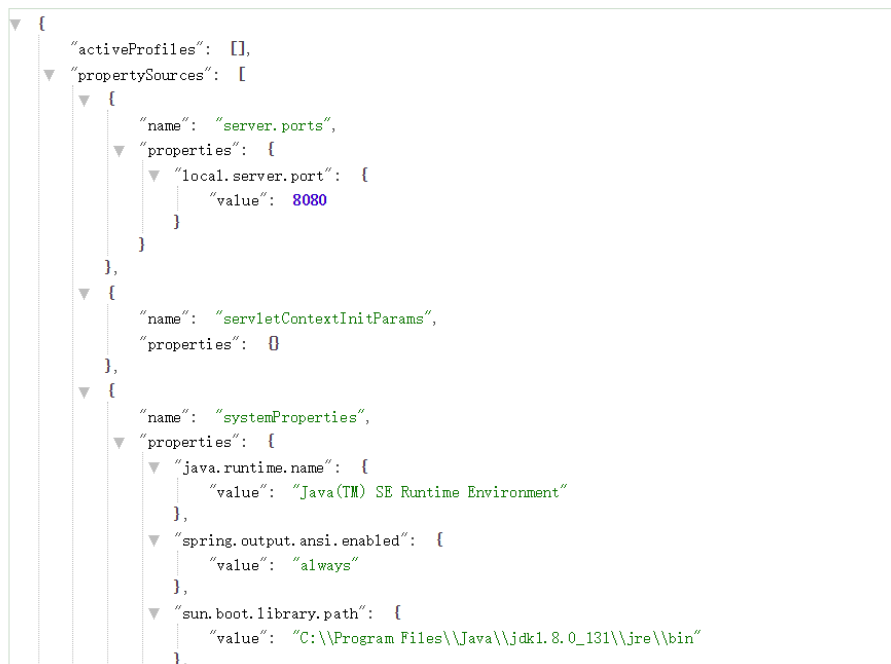 {
"activeProfiles": [],
"propertySources": [
{
"name": "server.ports",
"properties": {
"local.server.port": {
"value": 8080
}
}
},
{
"name": "servletContextInitParams",
"properties": {}
},
{
"name": "systemProperties",
"properties": {
"java.runtime.name": {
"value": "Java(TM) SE Runtime Environment"
},
"spring.output.ansi.enabled": {
"value": "always"
},
"sun.boot.library.path": {
"value": "C:\\Program Files\\Java\\jdk1.8.0_131\\jre\\bin"
},